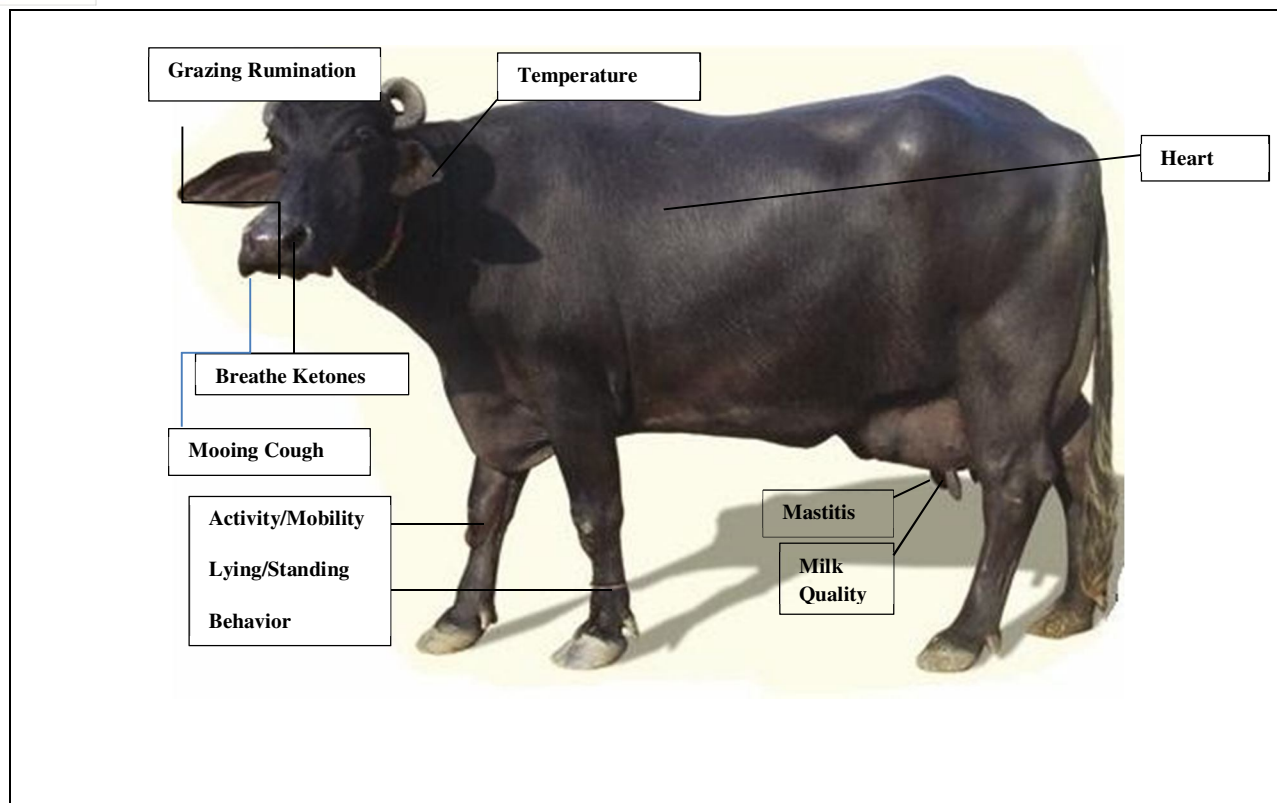 Grazing Rumination
Temperature
Heart
Breathe Ketones
Mooing Cough
Activity/Mobility
Lying/Standing
Behavior
Mastitis
Milk
Quality